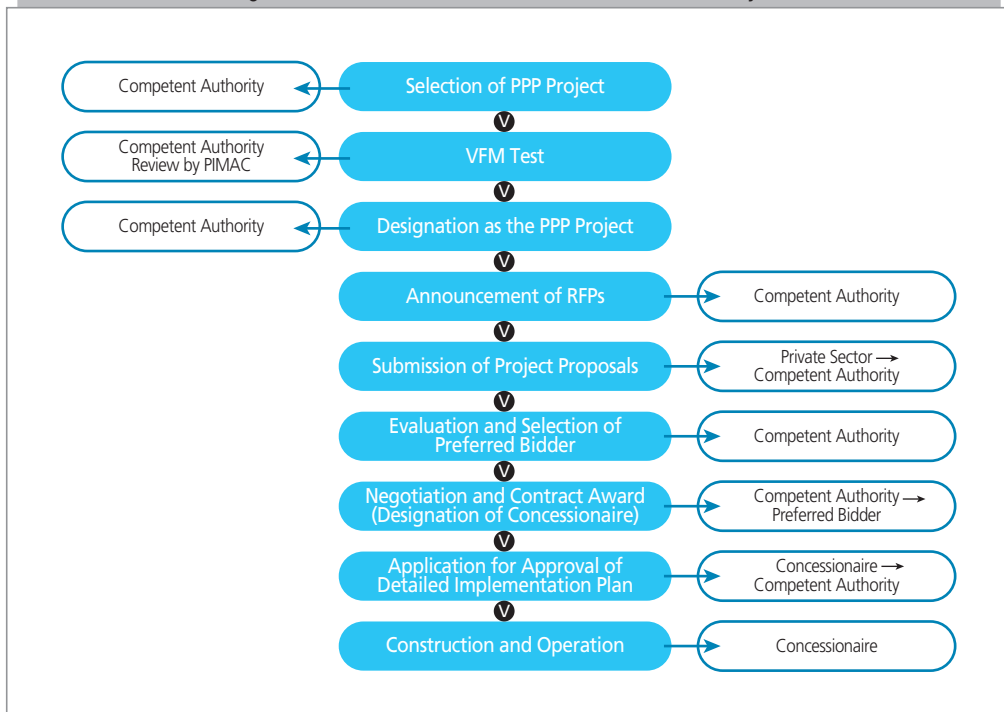 Competent Authority
Selection of PPP Project
V
Competent Authority
Review by PIMAC
VFM Test
V
Competent Authority
Designation as the PPP Project
V
Announcement of RFPs
Competent Authority
V
Submission of Project Proposals
Private Sector →
Competent Authority
V
Evaluation and Selection of
Preferred Bidder
Competent Authority
V
Negotiation and Contract Award
(Designation of Concessionaire)
Competent Authority →
Preferred Bidder
V
Application for Approval of
Detailed Implementation Plan
Concessionaire →
Competent Authority
V
Construction and Operation
Concessionaire